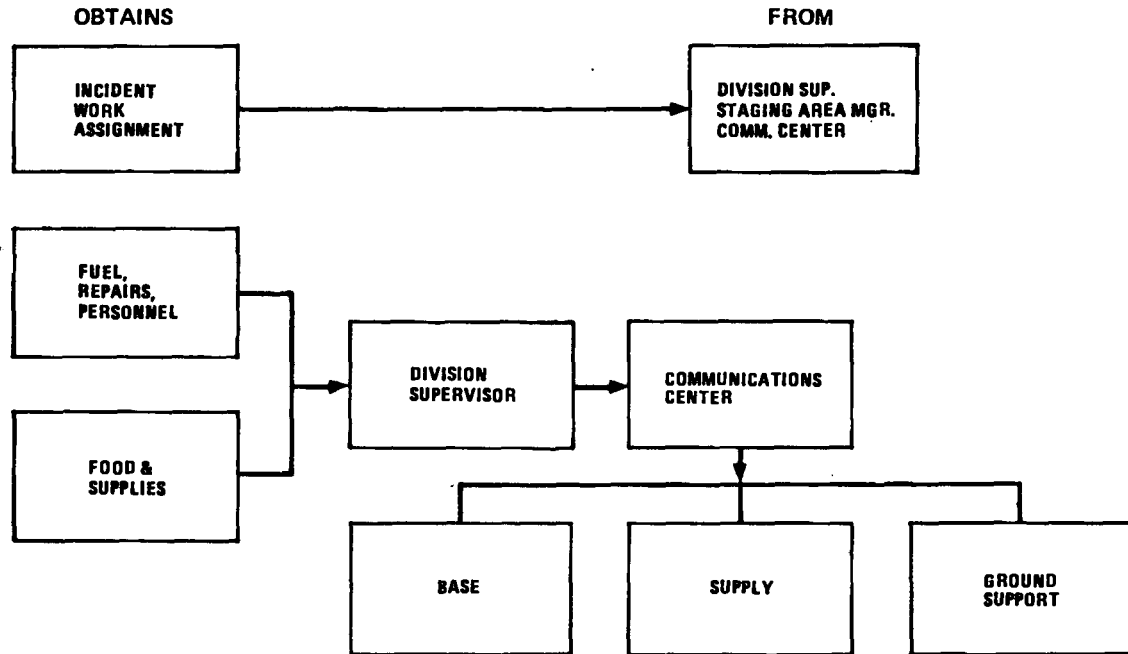 OBTAINS
FROM
INCIDENT
WORK
ASSIGNMENT
DIVISION SUP.
STAGING AREA MGR.
COMM. CENTER
FUEL,
REPAIRS,
PERSONNEL
DIVISION
SUPERVISOR
COMMUNICATIONS
CENTER
FOOD &
SUPPLIES
BASE
SUPPLY
GROUND
SUPPORT